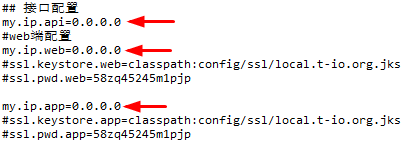 ## 接口配置
my.ip.api=0.0.0.0
#web端配置
my.ip.web=0.0.0.0
#ssl.keystore.web=classpath:config/ssl/local.t-io.org.jks
#ssl.pwd.web=58zq45245m1pjp
my.ip.app=0.0.0.0
#ssl.keystore.app=classpath:config/ssl/local.t-io.org.jks
#ssl.pwd.app=58zq45245m1pjp